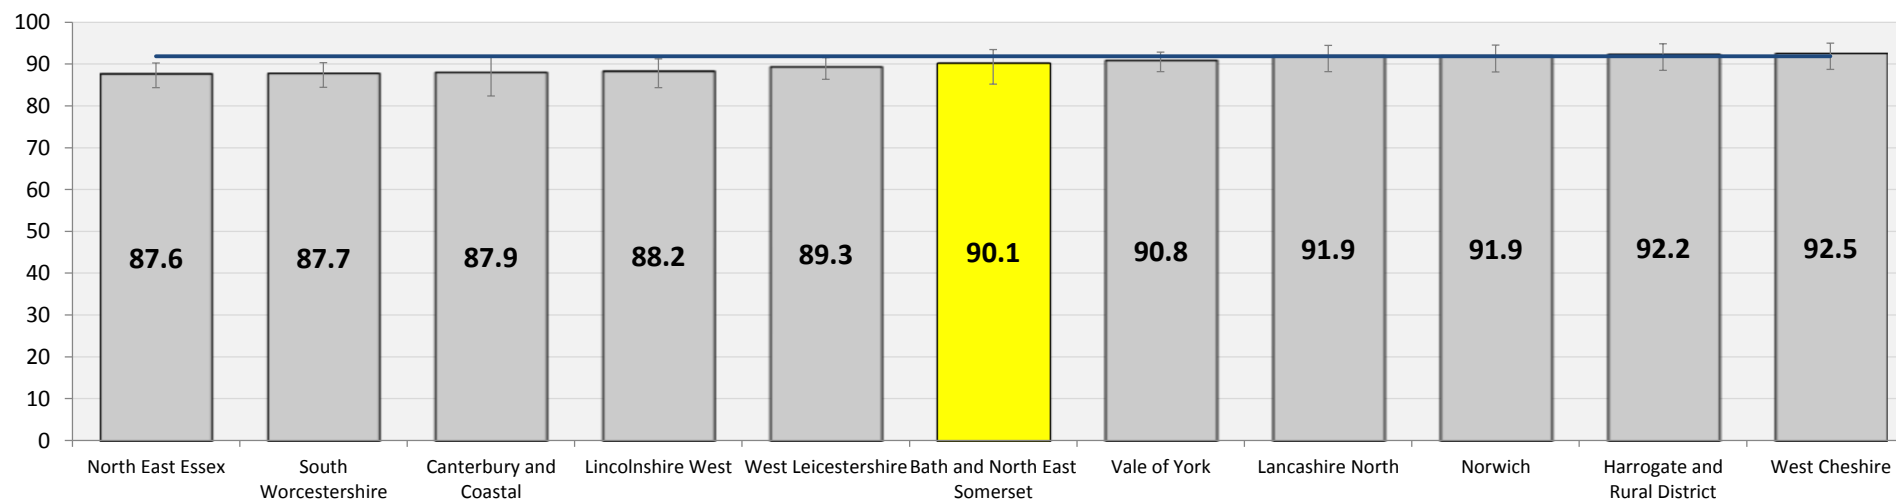 100
90
80
70
60
50
40
30
20
10
0
87.6
87.7
87.9
88.2
89.3
90.1
90.8
91.9
91.9
92.2
92.5
North East Essex
South
Worcestershire
Canterbury and
Coastal
Lincolnshire West
West Leicestershire
Bath and North East
Somerset
Vale of York
Lancashire North
Norwich
Harrogate and
Rural District
West Cheshire